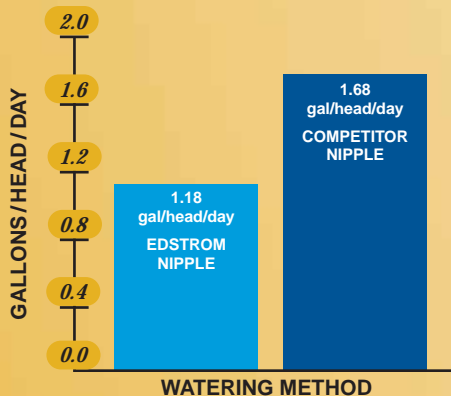 GALLONS/HEAD/DAY
2.0
1.6
1.2
0.8
0.4
0.0
1.18
gal/head/day
EDSTROM
NIPPLE
1.68
gal/head/day
COMPETITOR
NIPPLE
WATERING METHOD